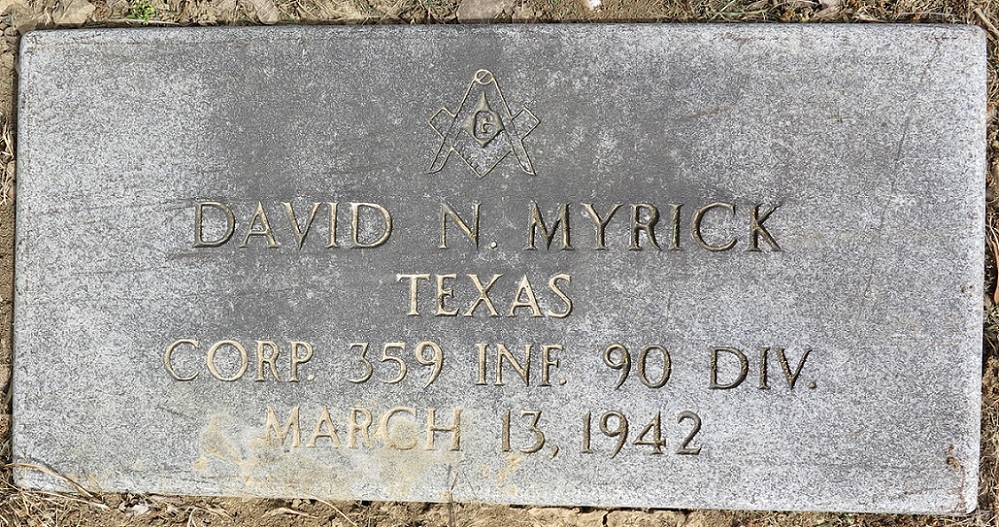 G
DAVID N. MYRICK
TEXAS
CORP. 359 INF. 90 DIV.
MARCH 13, 1942